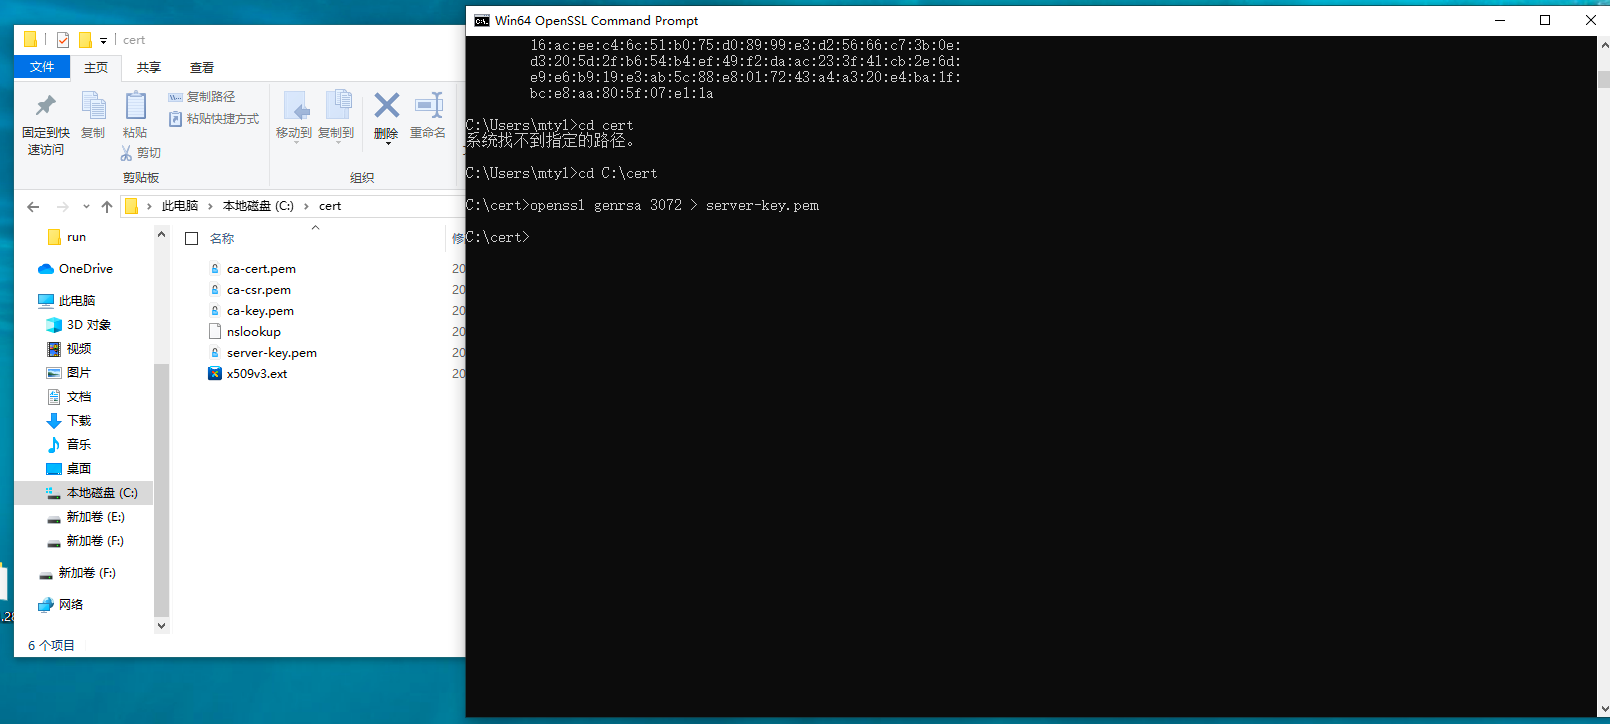 cert
文件
主页
共享
查看
固定到快
速访问
复制
粘贴
复制路径
粘贴快捷方式
剪切
剪贴板
移动到
复制到
删除
重命名
组织
此电脑 > 本地磁盘 (C:) > cert
run
OneDrive
此电脑
3D 对象
视频
图片
文档
下载
音乐
桌面
本地磁盘 (C:)
新加卷 (E:)
新加卷 (F:)
新加卷 (F:)
网络
名称
修
ca-cert.pem
20
ca-csr.pem
20
ca-key.pem
20
nslookup
20
server-key.pem
20
x509v3.ext
20
6 个项目
Win64 OpenSSL Command Prompt
16:ac:ee:c4:6c:51:b0:75:d0:89:99:e3:d2:56:66:c7:3b:0e:
d3:20:5d:2f:b6:54:b4:ef:49:f2:da:ac:23:3f:41:cb:2e:6d:
e9:e6:b9:19:e3:ab:5c:88:e8:01:72:43:a4:a3:20:e4:ba:1f:
bc:e8:aa:80:5f:07:e1:1a
C:\Users\mtyl>cd cert
系统找不到指定的路径。
C:\Users\mtyl>cd C:\cert
C:\cert>openssl genrsa 3072 > server-key.pem
C:\cert>